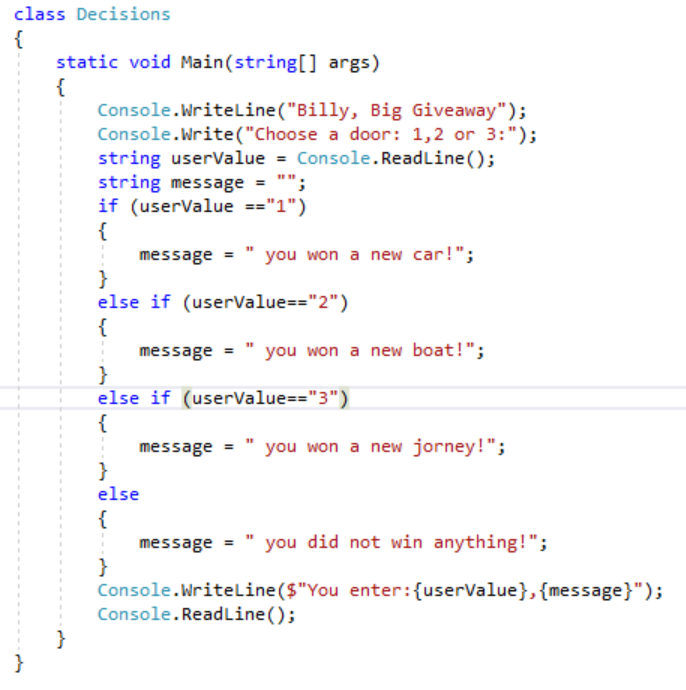 class Decisions
{
    static void Main(string[] args)
    {
        Console.WriteLine("Billy, Big Giveaway");
        Console.Write("Choose a door: 1,2 or 3:");
        string userValue = Console.ReadLine();
        string message = "";
        if (userValue =="1")
        {
            message = " you won a new car!";
        }
        else if (userValue=="2")
        {
            message = " you won a new boat!";
        }
        else if (userValue=="3")
        {
            message = " you won a new jorney!";
        }
        else
        {
            message = " you did not win anything!";
        }
        Console.WriteLine($"You enter:{userValue},{message}");
        Console.ReadLine();
    }
}